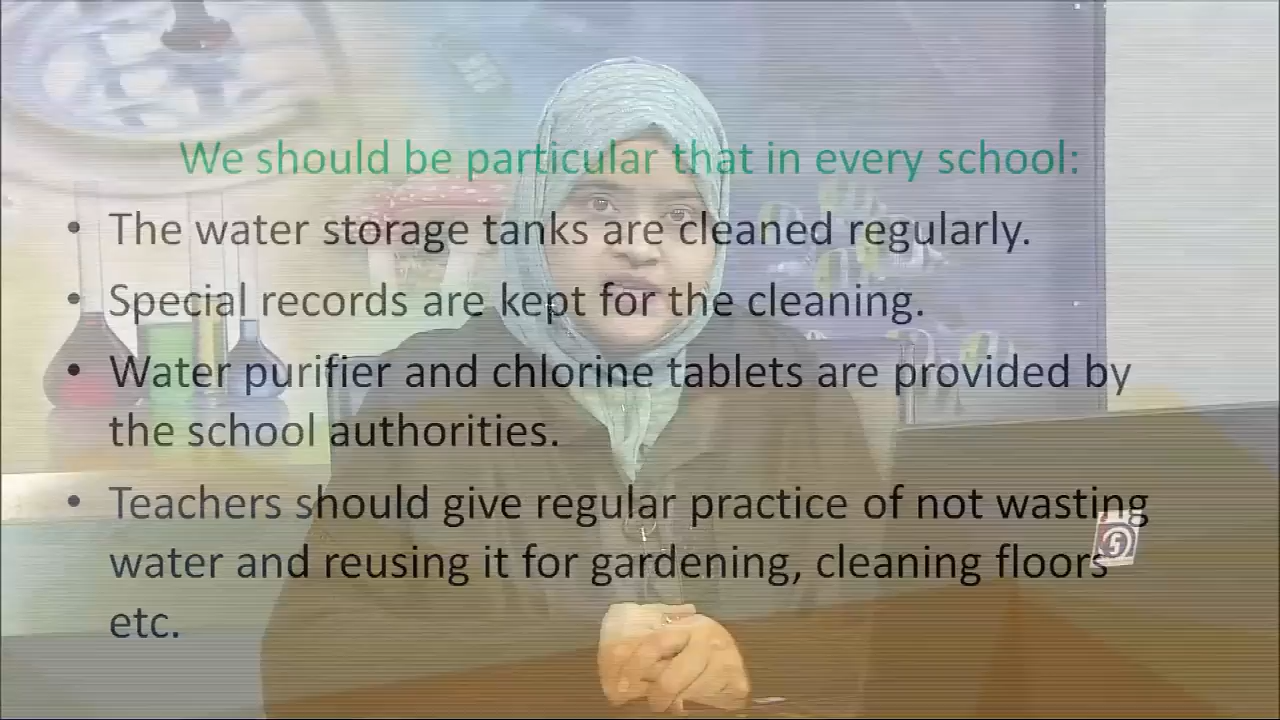 We should be particular that in every school:
• The water storage tanks are cleaned regularly.
• Special records are kept for the cleaning.
• Water purifier and chlorine tablets are provided by
the school authorities.
• Teachers should give regular practice of not wasting
water and reusing it for gardening, cleaning floors
etc.